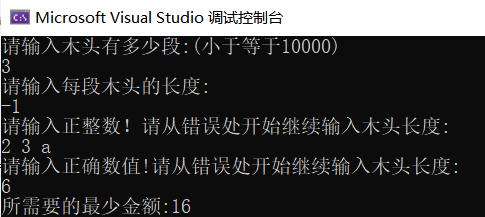 Microsoft Visual Studio 调试控制台
请输入木头有多少段:(小于等于10000)
3
请输入每段木头的长度:
-1
请输入正整数！请从错误处开始继续输入木头长度:
2 3 a
请输入正确数值!请从错误处开始继续输入木头长度:
6
所需要的最少金额:16